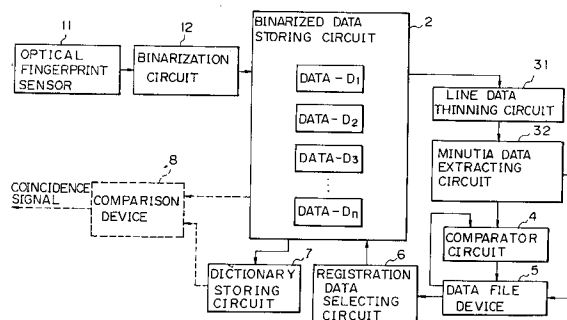 11
OPTICAL
FINGERPRINT
SENSOR
12
BINARIZATION
CIRCUIT
2
BINARIZED DATA
STORING CIRCUIT
DATA-D1
DATA-D2
DATA-D3
⋮
DATA-Dn
31
LINE DATA
THINNING CIRCUIT
32
MINUTIA DATA
EXTRACTING
CIRCUIT
4
COMPARATOR
CIRCUIT
5
DATA FILE
DEVICE
6
REGISTRATION
DATA
SELECTING
CIRCUIT
7
DICTIONARY
STORING
CIRCUIT
8
COMPARISON
DEVICE
COINCIDENCE
SIGNAL